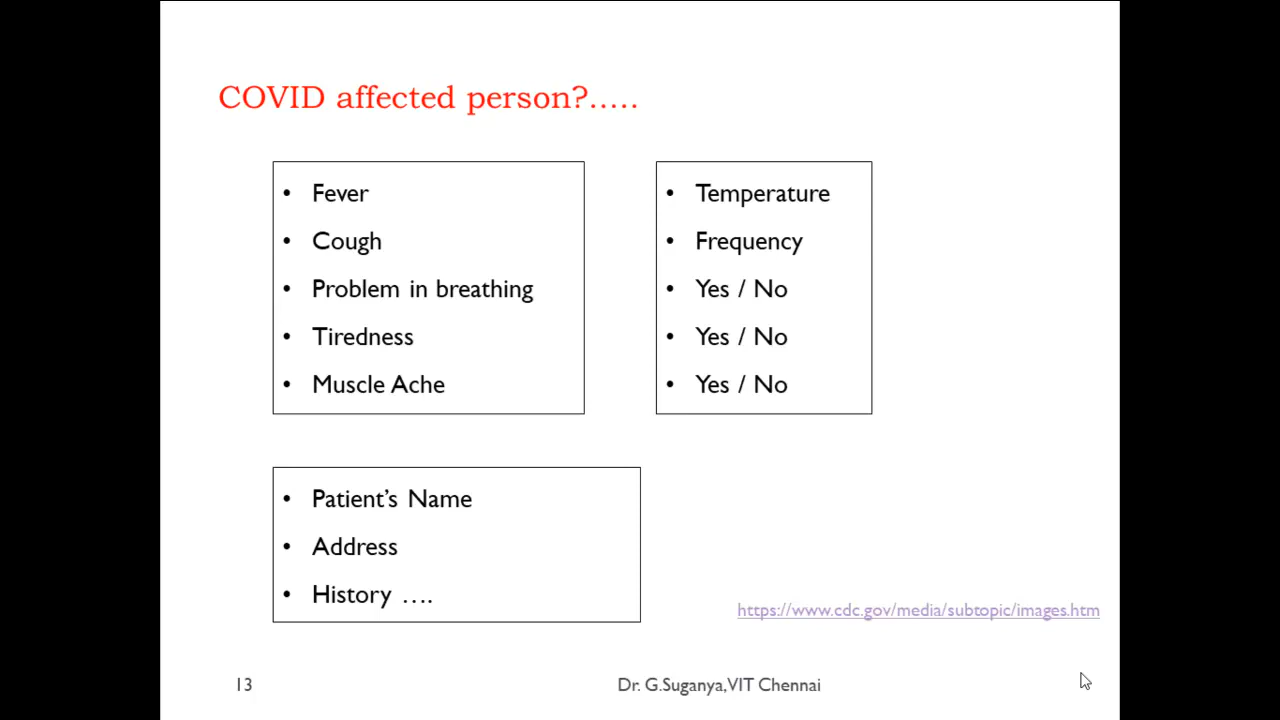 COVID affected person?.....
• Fever
• Cough
• Problem in breathing
• Tiredness
• Muscle Ache
• Temperature
• Frequency
• Yes / No
• Yes / No
• Yes / No
• Patient’s Name
• Address
• History ….
https://www.cdc.gov/media/subtopic/images.htm
13
Dr. G.Suganya,VIT Chennai